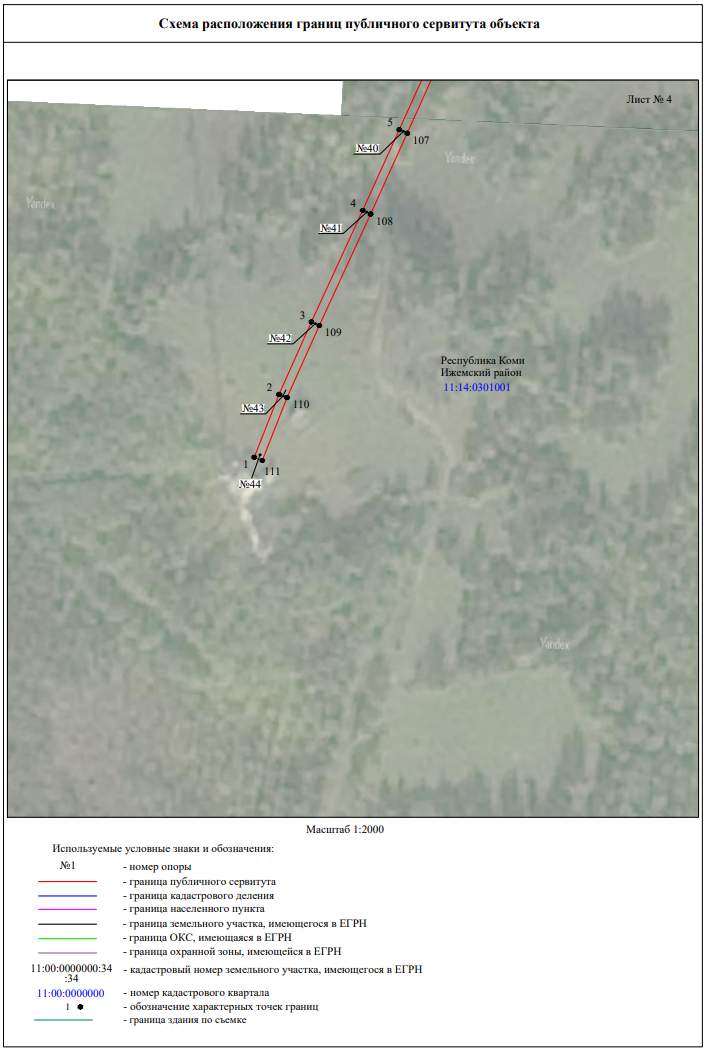 Схема расположения границ публичного сервитута объекта
Лист № 4
5
107
№40
Yandex
Yandex
4
108
№41
3
109
№42
Республика Коми
Ижемский район
11:14:0301001
2
110
№43
1
111
№44
Yandex
Масштаб 1:2000
Используемые условные знаки и обозначения:
№1 - номер опоры
- граница публичного сервитута
- граница кадастрового деления
- граница населенного пункта
- граница земельного участка, имеющегося в ЕГРН
- граница ОКС, имеющаяся в ЕГРН
- граница охранной зоны, имеющейся в ЕГРН
11:00:0000000:34 - кадастровый номер земельного участка, имеющегося в ЕГРН
:34
11:00:0000000 - номер кадастрового квартала
1 - обозначение характерных точек границ
- граница здания по съемке